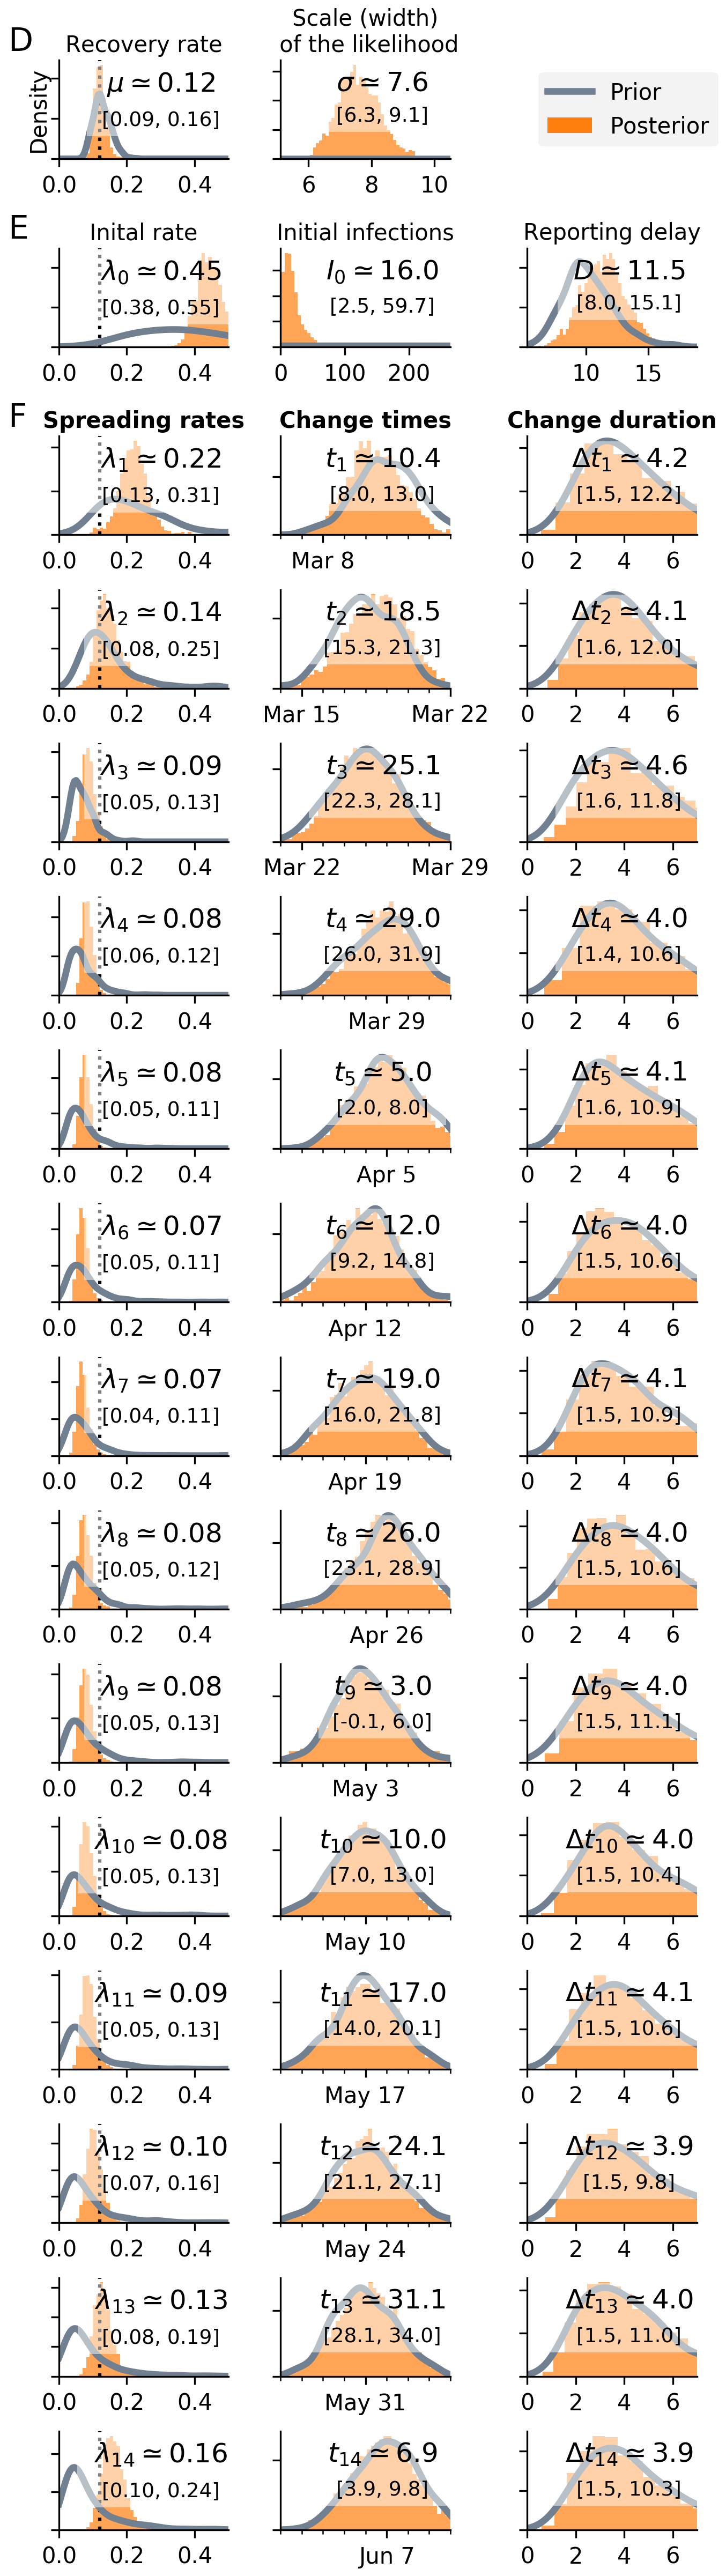 D
Recovery rate
Scale (width)
of the likelihood
Density
μ ≃ 0.12
[0.09, 0.16]
σ ≃ 7.6
[6.3, 9.1]
Prior
Posterior
0.0 0.2 0.4
6 8 10
E
Inital rate
Initial infections
Reporting delay
λ0 ≃ 0.45
[0.38, 0.55]
I0 ≃ 16.0
[2.5, 59.7]
D ≃ 11.5
[8.0, 15.1]
0.0 0.2 0.4
0 100 200
10 15
F
Spreading rates
Change times
Change duration
λ1 ≃ 0.22
[0.13, 0.31]
t1 ≃ 10.4
[8.0, 13.0]
Δt1 ≃ 4.2
[1.5, 12.2]
0.0 0.2 0.4
Mar 8
0 2 4 6
λ2 ≃ 0.14
[0.08, 0.25]
t2 ≃ 18.5
[15.3, 21.3]
Δt2 ≃ 4.1
[1.6, 12.0]
0.0 0.2 0.4
Mar 15 Mar 22
0 2 4 6
λ3 ≃ 0.09
[0.05, 0.13]
t3 ≃ 25.1
[22.3, 28.1]
Δt3 ≃ 4.6
[1.6, 11.8]
0.0 0.2 0.4
Mar 22 Mar 29
0 2 4 6
λ4 ≃ 0.08
[0.06, 0.12]
t4 ≃ 29.0
[26.0, 31.9]
Δt4 ≃ 4.0
[1.4, 10.6]
0.0 0.2 0.4
Mar 29
0 2 4 6
λ5 ≃ 0.08
[0.05, 0.11]
t5 ≃ 5.0
[2.0, 8.0]
Δt5 ≃ 4.1
[1.6, 10.9]
0.0 0.2 0.4
Apr 5
0 2 4 6
λ6 ≃ 0.07
[0.05, 0.11]
t6 ≃ 12.0
[9.2, 14.8]
Δt6 ≃ 4.0
[1.5, 10.6]
0.0 0.2 0.4
Apr 12
0 2 4 6
λ7 ≃ 0.07
[0.04, 0.11]
t7 ≃ 19.0
[16.0, 21.8]
Δt7 ≃ 4.1
[1.5, 10.9]
0.0 0.2 0.4
Apr 19
0 2 4 6
λ8 ≃ 0.08
[0.05, 0.12]
t8 ≃ 26.0
[23.1, 28.9]
Δt8 ≃ 4.0
[1.5, 10.6]
0.0 0.2 0.4
Apr 26
0 2 4 6
λ9 ≃ 0.08
[0.05, 0.13]
t9 ≃ 3.0
[-0.1, 6.0]
Δt9 ≃ 4.0
[1.5, 11.1]
0.0 0.2 0.4
May 3
0 2 4 6
λ10 ≃ 0.08
[0.05, 0.13]
t10 ≃ 10.0
[7.0, 13.0]
Δt10 ≃ 4.0
[1.5, 10.4]
0.0 0.2 0.4
May 10
0 2 4 6
λ11 ≃ 0.09
[0.05, 0.13]
t11 ≃ 17.0
[14.0, 20.1]
Δt11 ≃ 4.1
[1.5, 10.6]
0.0 0.2 0.4
May 17
0 2 4 6
λ12 ≃ 0.10
[0.07, 0.16]
t12 ≃ 24.1
[21.1, 27.1]
Δt12 ≃ 3.9
[1.5, 9.8]
0.0 0.2 0.4
May 24
0 2 4 6
λ13 ≃ 0.13
[0.08, 0.19]
t13 ≃ 31.1
[28.1, 34.0]
Δt13 ≃ 4.0
[1.5, 11.0]
0.0 0.2 0.4
May 31
0 2 4 6
λ14 ≃ 0.16
[0.10, 0.24]
t14 ≃ 6.9
[3.9, 9.8]
Δt14 ≃ 3.9
[1.5, 10.3]
0.0 0.2 0.4
Jun 7
0 2 4 6